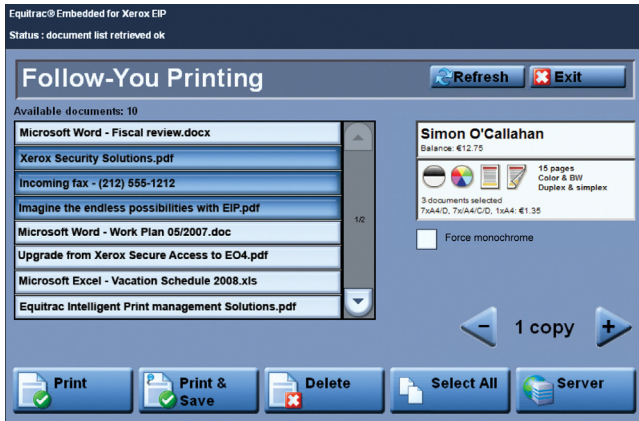 Equitrac® Embedded for Xerox EIP
Status : document list retrieved ok
Follow-You Printing
Refresh
Exit
Available documents: 10
Microsoft Word - Fiscal review.docx
Xerox Security Solutions.pdf
Incoming fax - (212) 555-1212
Imagine the endless possibilities with EIP.pdf
Microsoft Word - Work Plan 05/2007.doc
Upgrade from Xerox Secure Access to EO4.pdf
Microsoft Excel - Vacation Schedule 2008.xls
Equitrac Intelligent Print management Solutions.pdf
1/2
Simon O'Callahan
Balance: €12.75
15 pages
Color & BW
Duplex & simplex
3 documents selected
7xA4/D, 7x/A4/C/D, 1xA4: €1.35
Force monochrome
- 1 copy +
Print
Print & Save
Delete
Select All
Server